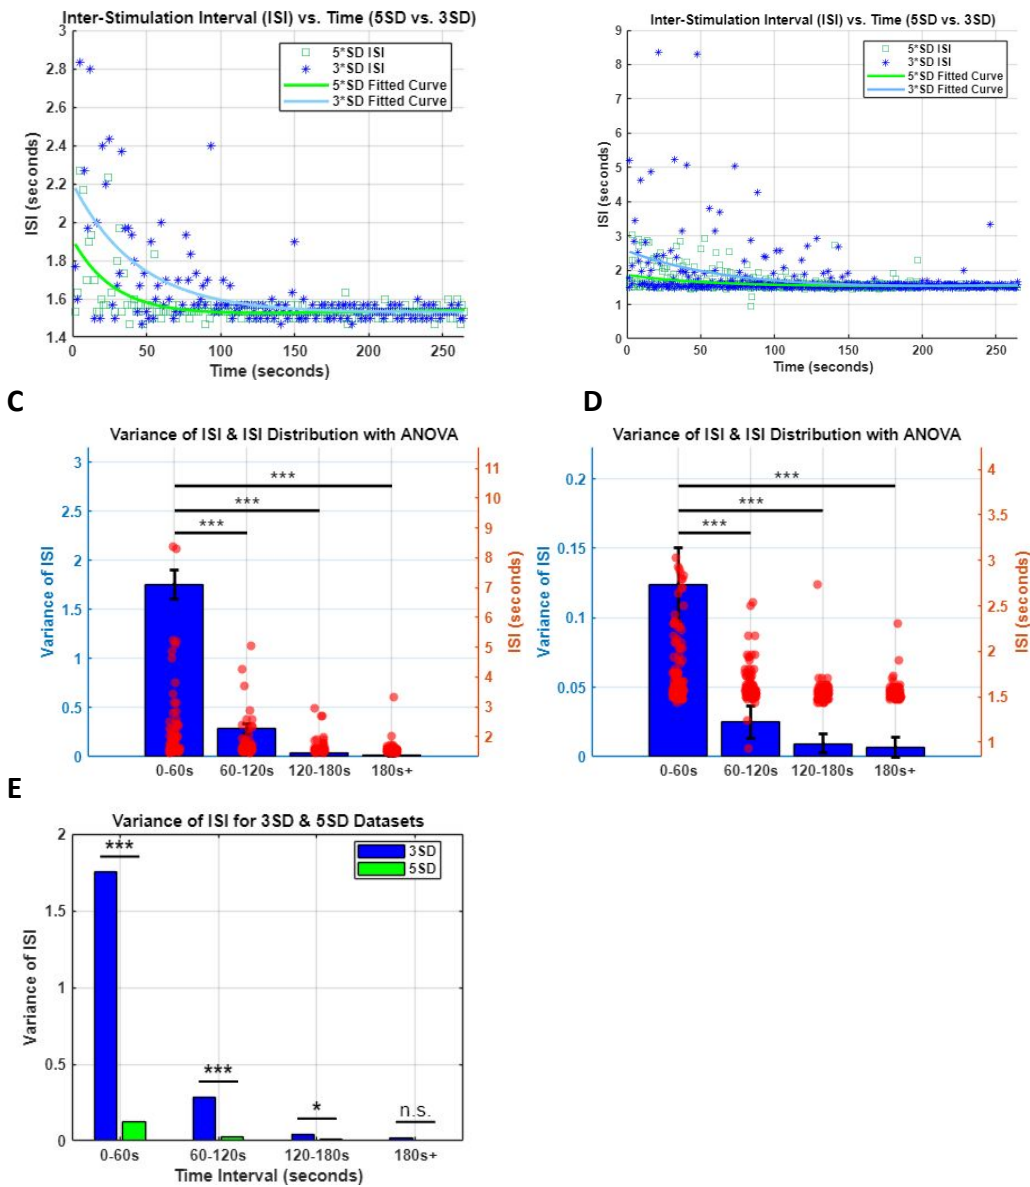 Inter-Stimulation Interval (ISI) vs. Time (5SD vs. 3SD)
5*SD ISI
3*SD ISI
5*SD Fitted Curve
3*SD Fitted Curve
3
2.8
2.6
2.4
2.2
2
1.8
1.6
1.4
ISI (seconds)
0 50 100 150 200 250
Time (seconds)
Inter-Stimulation Interval (ISI) vs. Time (5SD vs. 3SD)
5*SD ISI
3*SD ISI
5*SD Fitted Curve
3*SD Fitted Curve
9
8
7
6
5
4
3
2
1
0
ISI (seconds)
0 50 100 150 200 250
Time (seconds)
C
Variance of ISI & ISI Distribution with ANOVA
3
2.5
2
1.5
1
0.5
0
Variance of ISI
***
***
***
11
10
9
8
7
6
5
4
3
2
ISI (seconds)
0-60s 60-120s 120-180s 180s+
D
Variance of ISI & ISI Distribution with ANOVA
0.2
0.15
0.1
0.05
0
Variance of ISI
***
***
***
4
3.5
3
2.5
2
1.5
1
ISI (seconds)
0-60s 60-120s 120-180s 180s+
E
Variance of ISI for 3SD & 5SD Datasets
3SD
5SD
2
1.5
1
0.5
0
Variance of ISI
***
***
*
n.s.
0-60s 60-120s 120-180s 180s+
Time Interval (seconds)